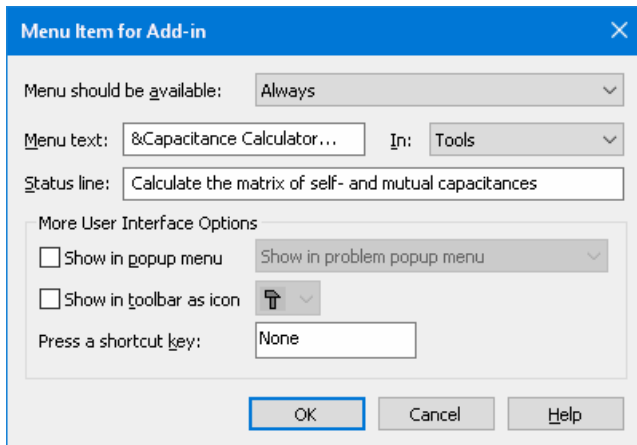 Menu Item for Add-in
Menu should be available: Always
Menu text: &Capacitance Calculator... In: Tools
Status line: Calculate the matrix of self- and mutual capacitances
More User Interface Options
Show in popup menu Show in problem popup menu
Show in toolbar as icon
Press a shortcut key: None
OK Cancel Help